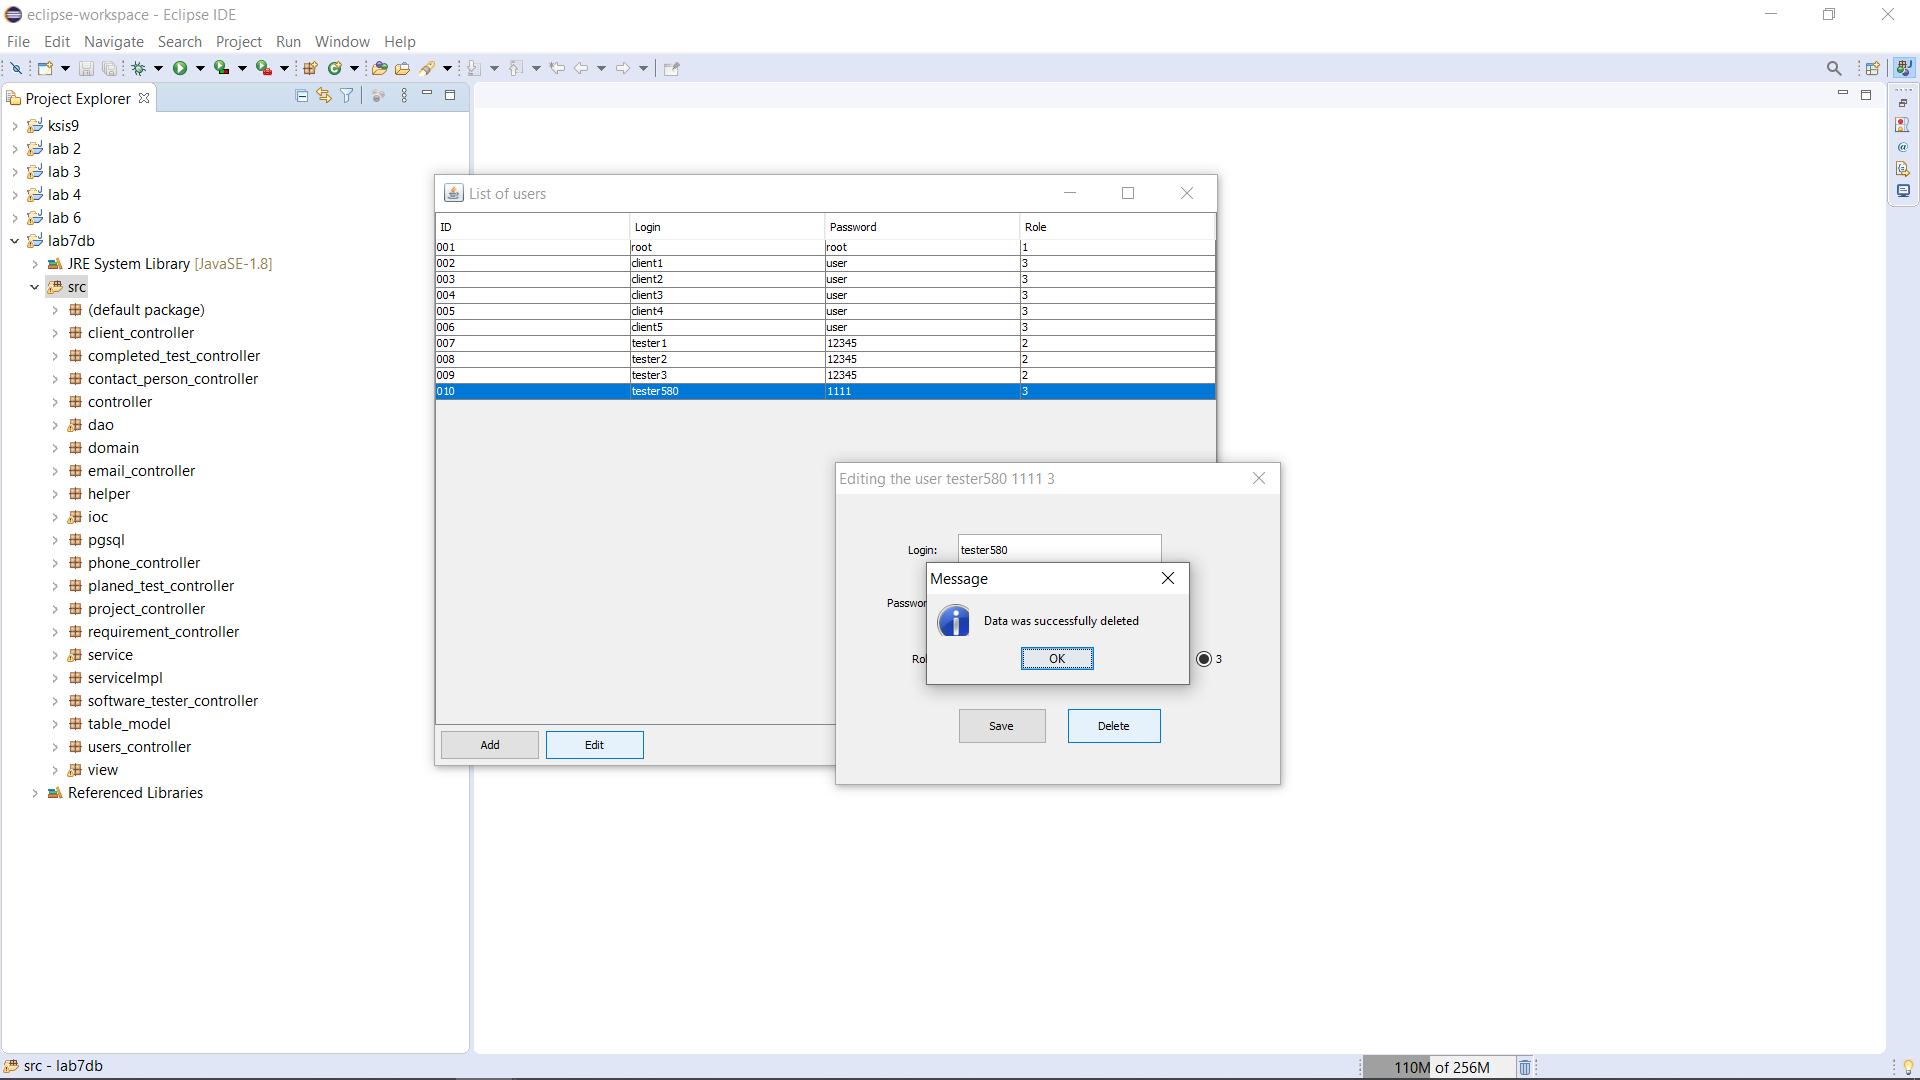 eclipse-workspace - Eclipse IDE
File Edit Navigate Search Project Run Window Help
Project Explorer
ksis9
lab 2
lab 3
lab 4
lab 6
lab7db
JRE System Library [JavaSE-1.8]
src
(default package)
client_controller
completed_test_controller
contact_person_controller
controller
dao
domain
email_controller
helper
ioc
pgsql
phone_controller
planed_test_controller
project_controller
requirement_controller
service
serviceImpl
software_tester_controller
table_model
users_controller
view
Referenced Libraries
List of users
ID Login Password Role
001 root root 1
002 client1 user 3
003 client2 user 3
004 client3 user 3
005 client4 user 3
006 client5 user 3
007 tester1 12345 2
008 tester2 12345 2
009 tester3 12345 2
010 tester580 1111 3
Add Edit
Editing the user tester580 1111 3
Login: tester580
Message
Data was successfully deleted
OK
3
Save Delete
src - lab7db
110M of 256M